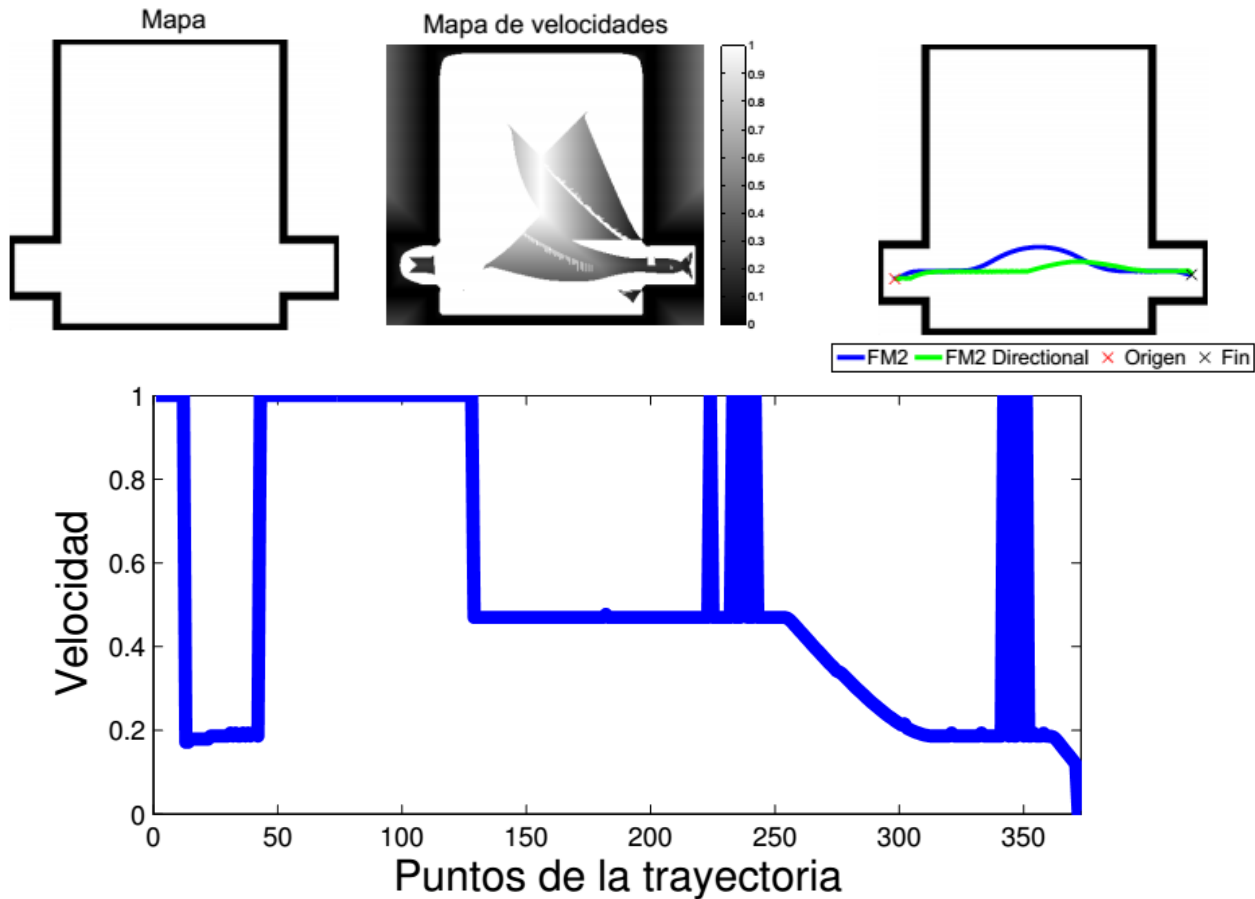 Mapa
Mapa de velocidades
1
0.9
0.8
0.7
0.6
0.5
0.4
0.3
0.2
0.1
0
FM2 FM2 Directional × Origen × Fin
1
0.8
0.6
0.4
0.2
0
Velocidad
0 50 100 150 200 250 300 350
Puntos de la trayectoria